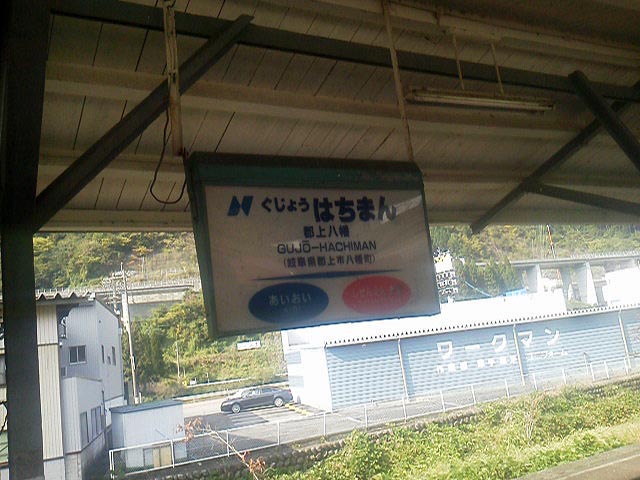 ぐじょうはちまん
郡上八幡
GUJŌ-HACHIMAN
(岐阜県郡上市八幡町)
あいおい
ワークマン